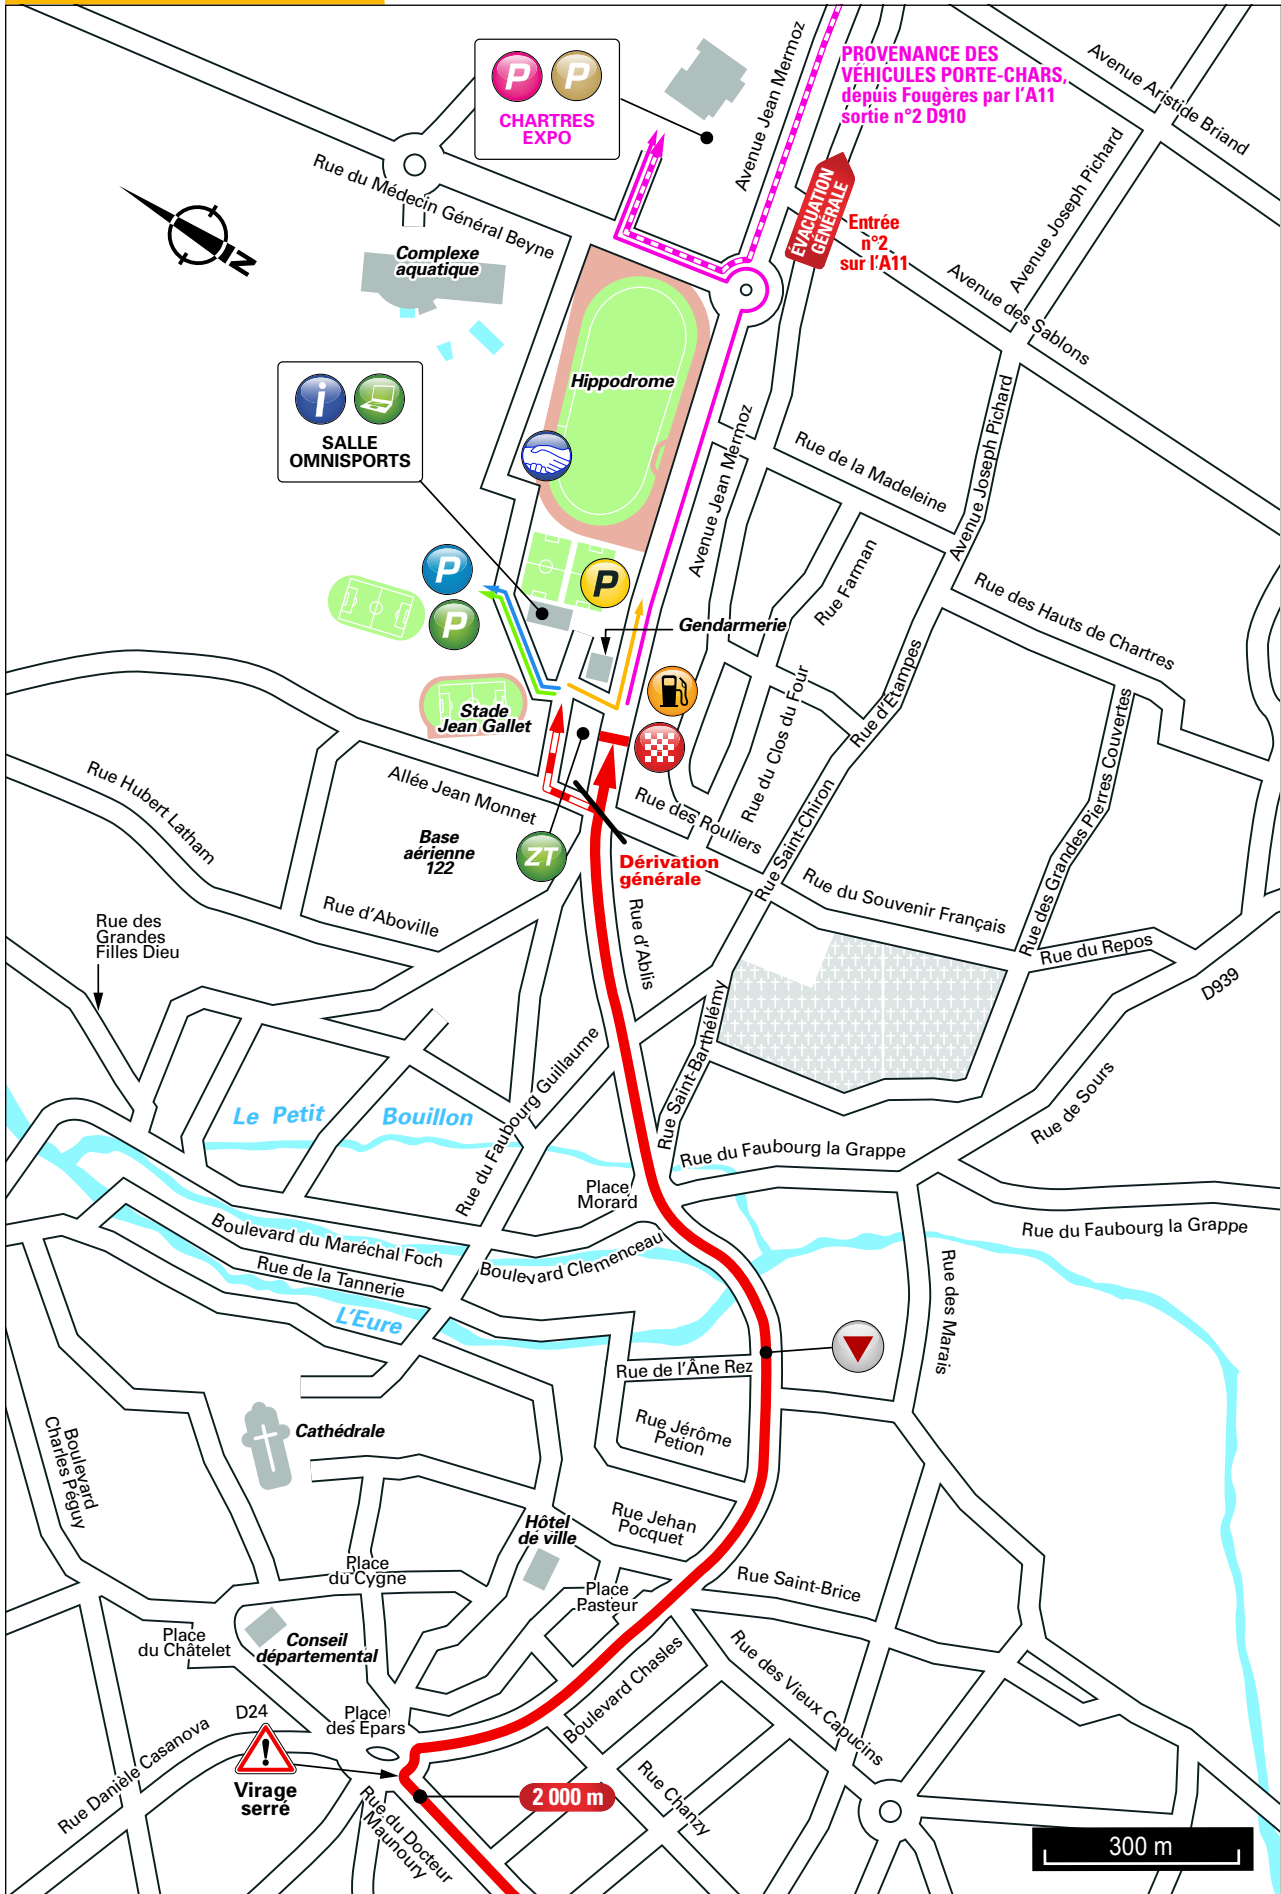 P P
CHARTRES
EXPO
Avenue Jean Mermoz
PROVENANCE DES
VÉHICULES PORTE-CHARS,
depuis Fougères par l'A11
sortie n°2 D910
Avenue Aristide Briand
Avenue Joseph Pichard
Rue du Médecin Général Beyne
ÉVACUATION
GÉNÉRALE
Entrée
n°2
sur l'A11
N
Complexe
aquatique
Avenue des Sablons
Hippodrome
i
SALLE
OMNISPORTS
Avenue Jean Mermoz
Avenue Joseph Pichard
Rue de la Madeleine
P
P
P
Rue Farman
Rue des Hauts de Chartres
Gendarmerie
Stade
Jean Gallet
Rue du Clos du Four
Rue d'Étampes
Rue des Grandes Pierres Couvertes
Rue Hubert Latham
Allée Jean Monnet
Rue des Rouliers
Rue Saint-Chiron
Base
aérienne
122
ZT
Dérivation
générale
Rue du Souvenir Français
Rue d'Aboville
Rue d'Ablis
Rue des
Grandes
Filles Dieu
Rue du Repos
D939
Rue Saint-Barthélémy
Rue du Faubourg Guillaume
Rue de Sours
Le Petit Bouillon
Rue du Faubourg la Grappe
Place
Morard
Rue du Faubourg la Grappe
Boulevard du Maréchal Foch
Boulevard Clemenceau
Rue de la Tannerie
L'Eure
Rue des Marais
Rue de l'Âne Rez
Cathédrale
Rue Jérôme
Petion
Boulevard
Charles Péguy
Rue Jehan
Pocquet
Hôtel
de ville
Place
du Cygne
Rue Saint-Brice
Place
Pasteur
Place
du Châtelet
Conseil
départemental
Boulevard Chasles
Rue des Vieux Capucins
D24
Place
des Epars
Rue Danièle Casanova
!
Virage
serré
2 000 m
Rue Chanzy
Rue du Docteur
Maunoury
300 m